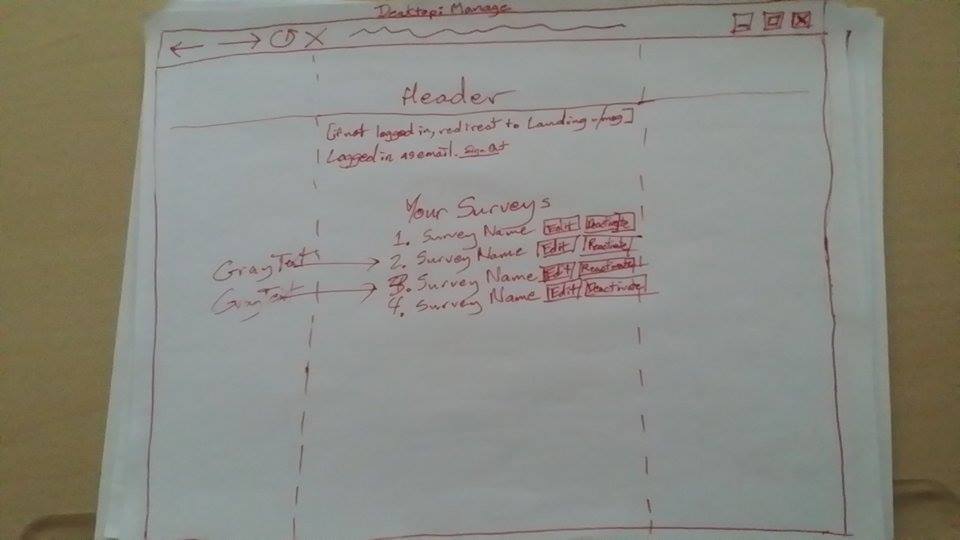 Desktop: Manage
Header
[if not logged in, redirect to Landing w/msg]
Logged in as email. Sign Out
Your Surveys
1. Survey Name Edit Deactivate
2. Survey Name Edit Reactivate
3. Survey Name Edit Reactivate
4. Survey Name Edit Deactivate
Gray Text
Gray Text